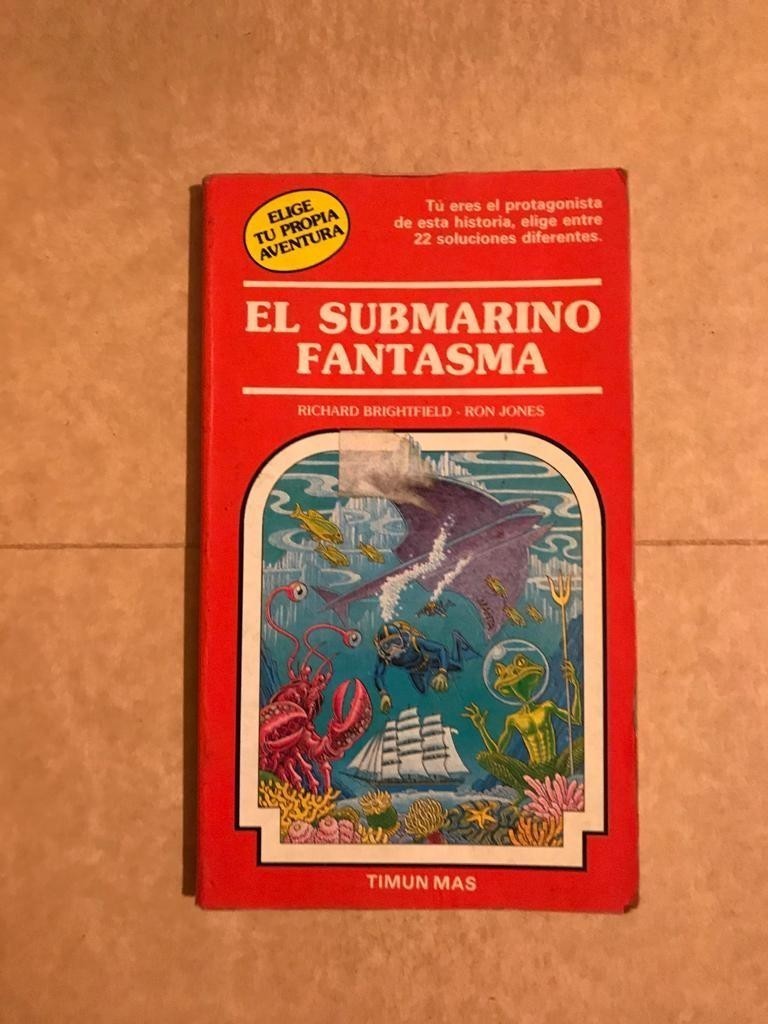 ELIGE
TU PROPIA
AVENTURA
Tú eres el protagonista
de esta historia, elige entre
22 soluciones diferentes.
EL SUBMARINO
FANTASMA
RICHARD BRIGHTFIELD - RON JONES
TIMUN MAS